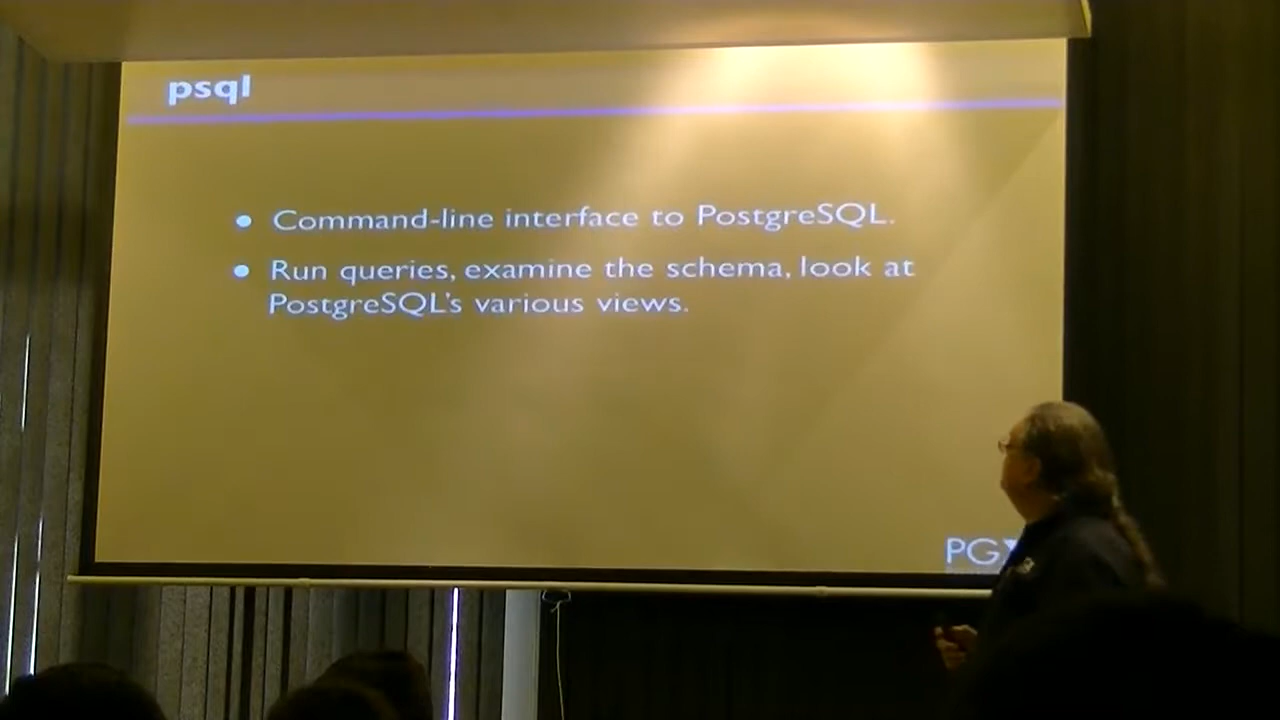 psql
• Command-line interface to PostgreSQL.
• Run queries, examine the schema, look at
PostgreSQL's various views.
PG